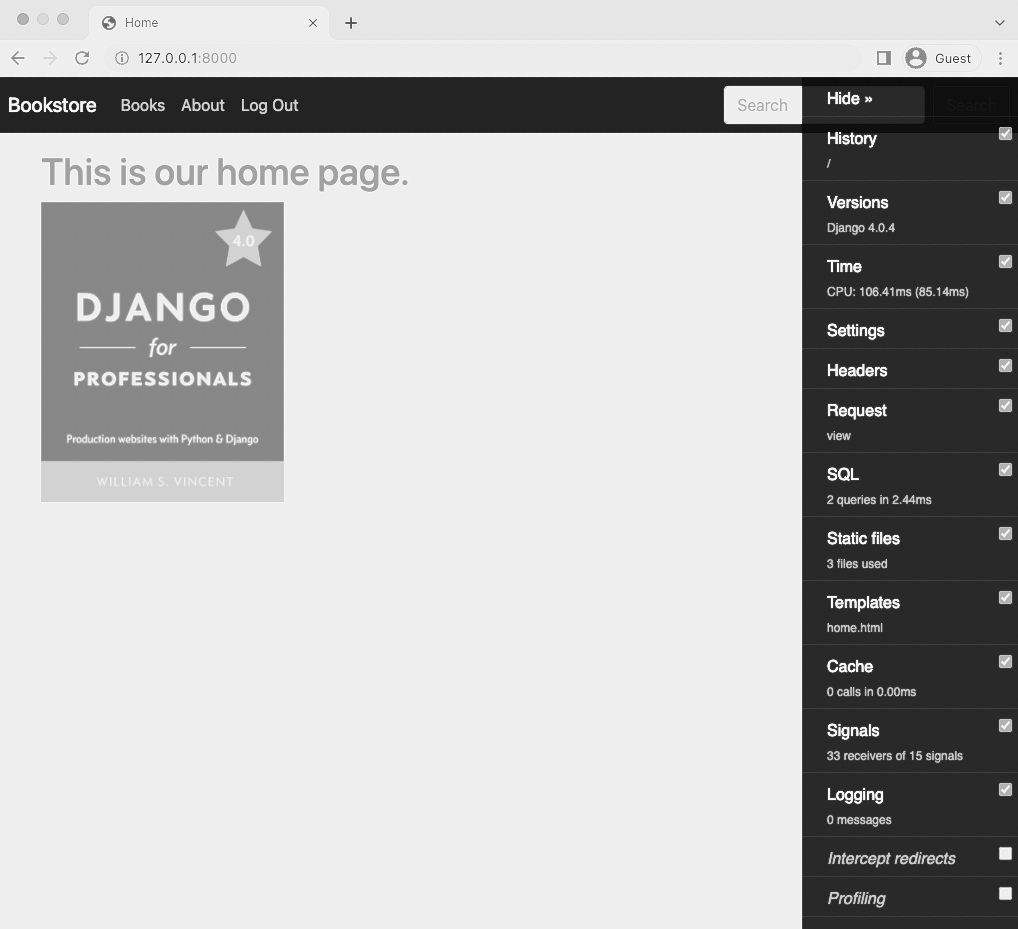 Home
127.0.0.1:8000
Guest
Bookstore Books About Log Out Search Search
This is our home page.
4.0
DJANGO
for
PROFESSIONALS
Production websites with Python & Django
WILLIAM S. VINCENT
Hide »
History
/
Versions
Django 4.0.4
Time
CPU: 106.41ms (85.14ms)
Settings
Headers
Request
view
SQL
2 queries in 2.44ms
Static files
3 files used
Templates
home.html
Cache
0 calls in 0.00ms
Signals
33 receivers of 15 signals
Logging
0 messages
Intercept redirects
Profiling